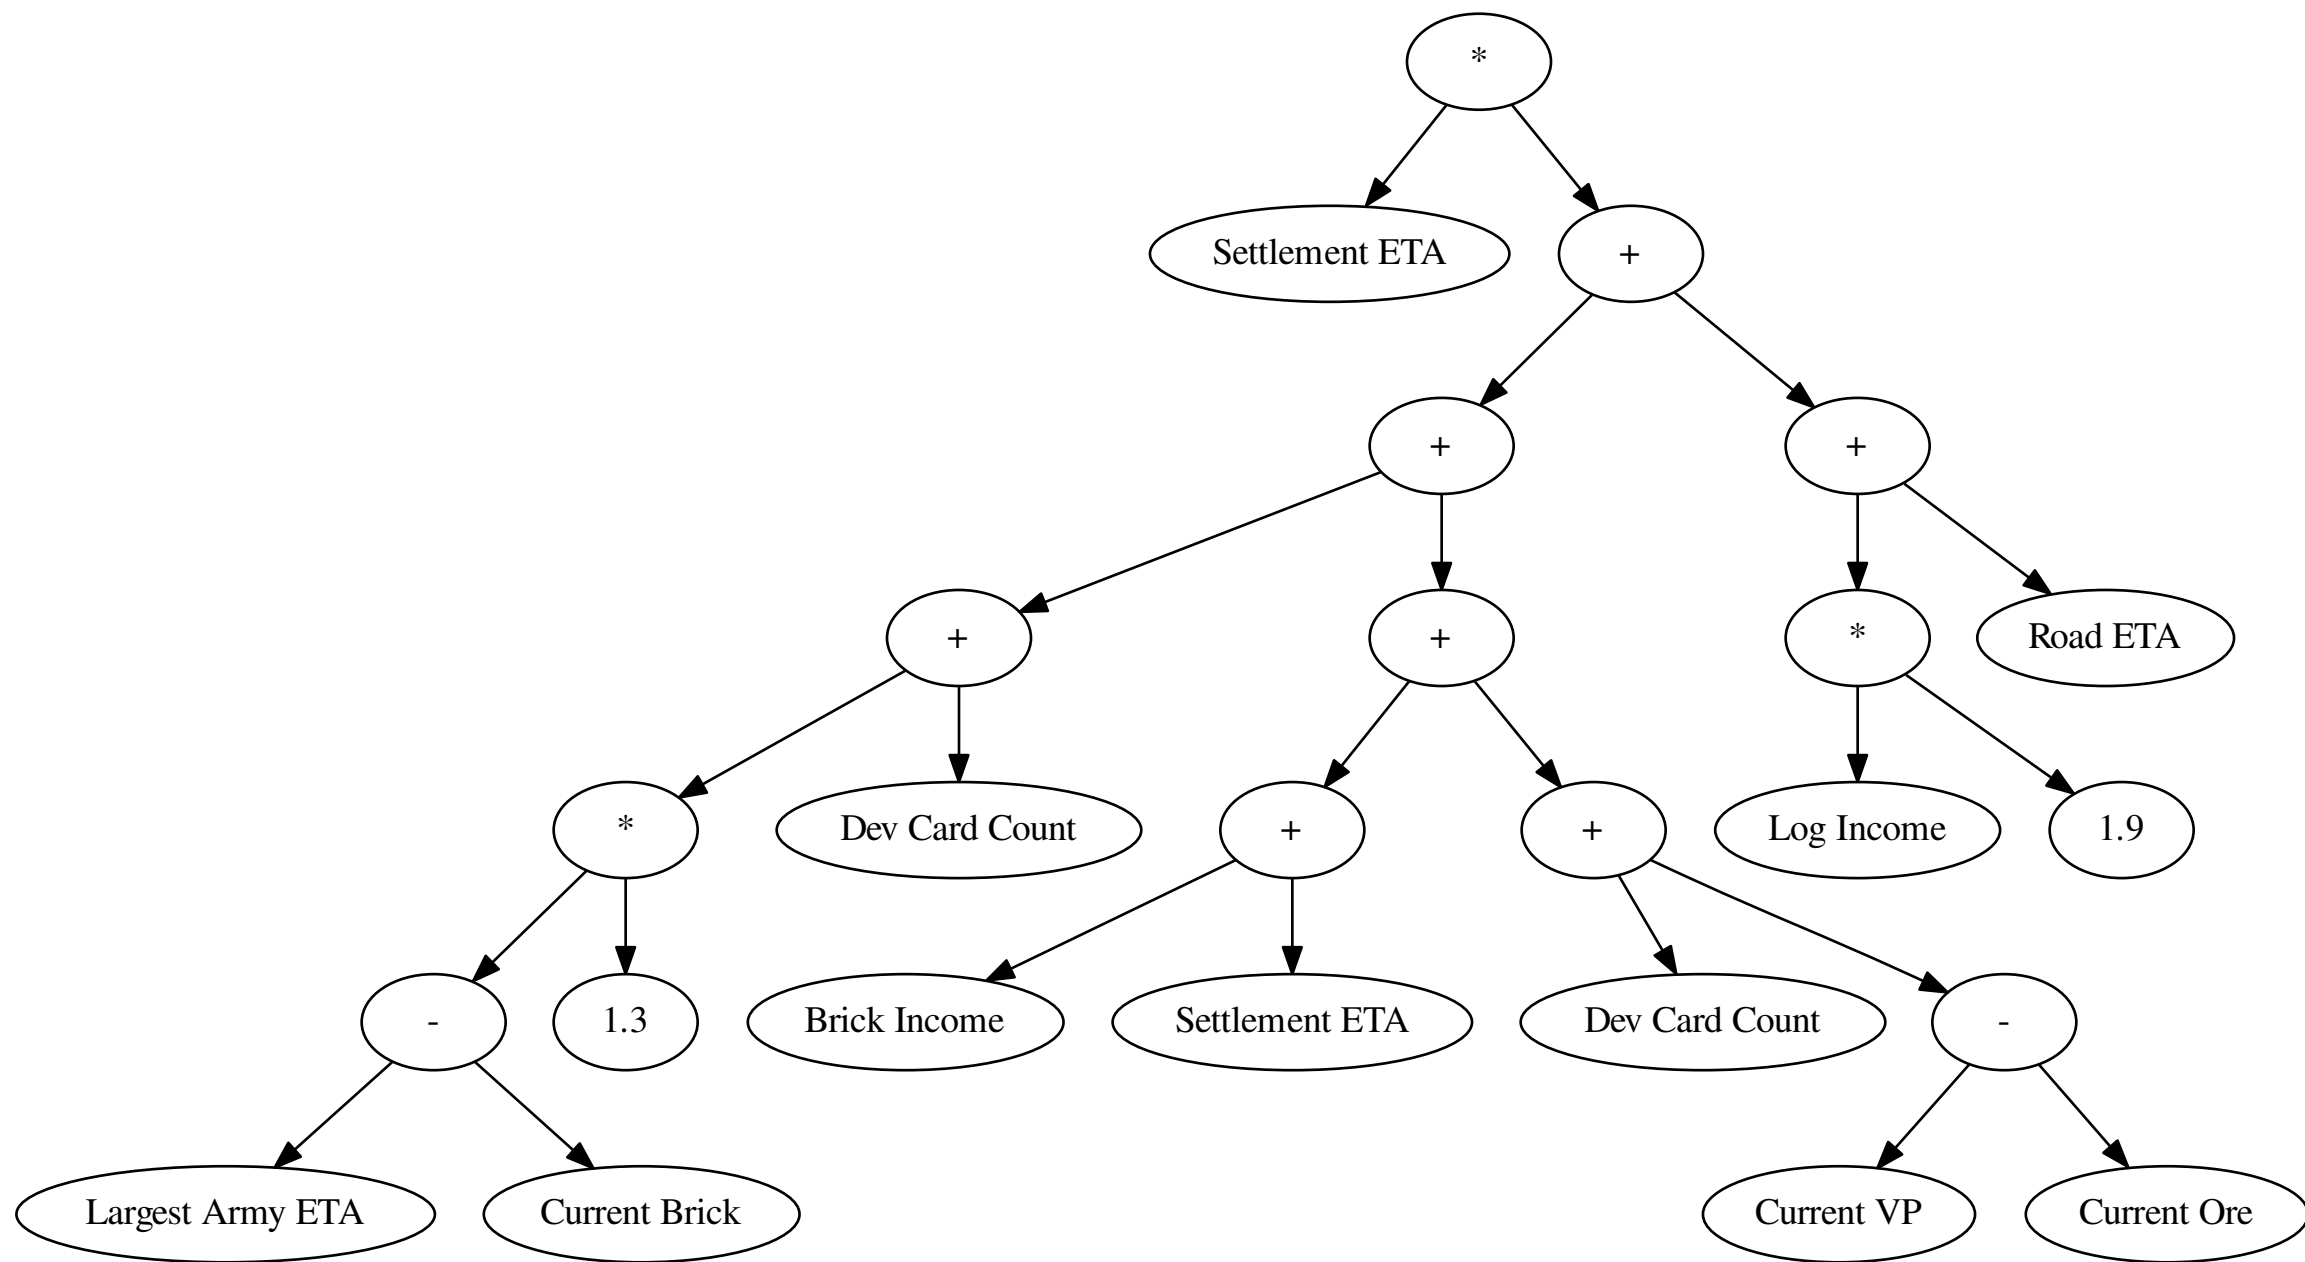 *
Settlement ETA
+
+
+
+
+
*
Road ETA
*
Dev Card Count
+
+
Log Income
1.9
-
1.3
Brick Income
Settlement ETA
Dev Card Count
-
Largest Army ETA
Current Brick
Current VP
Current Ore